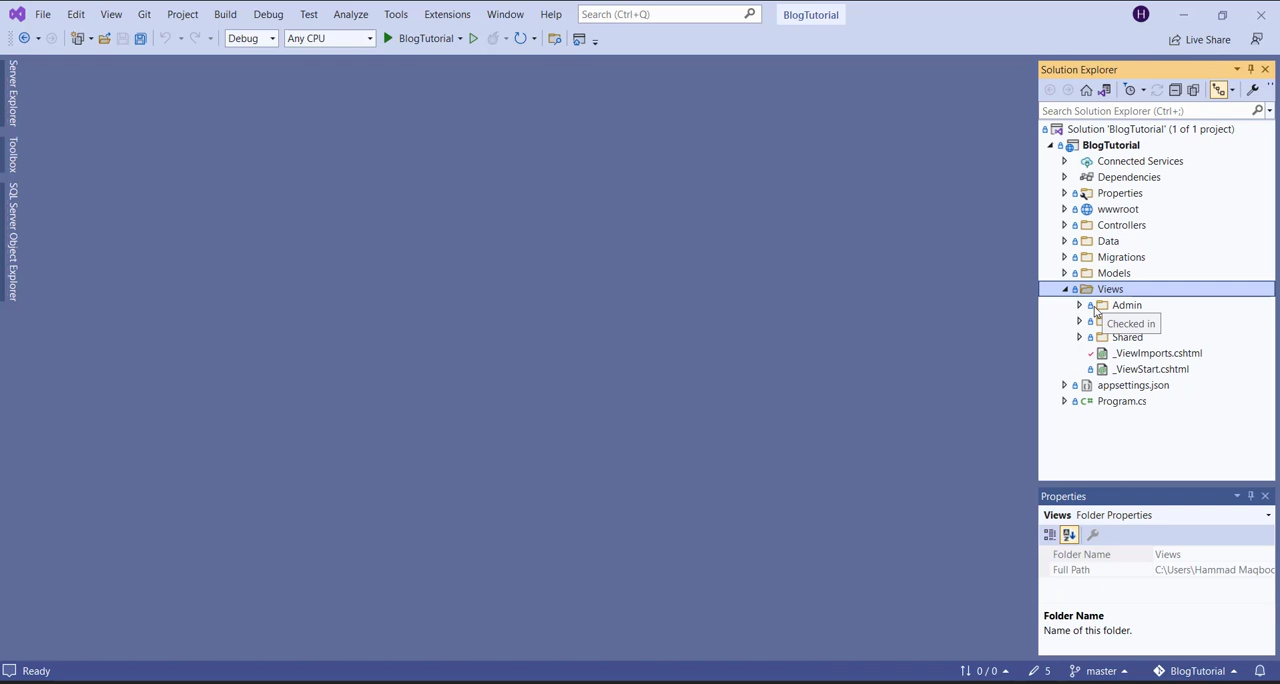 File Edit View Git Project Build Debug Test Analyze Tools Extensions Window Help Search (Ctrl+Q) BlogTutorial H
Debug Any CPU BlogTutorial Live Share
Server Explorer
Toolbox
SQL Server Object Explorer
Solution Explorer
Search Solution Explorer (Ctrl+;)
Solution 'BlogTutorial' (1 of 1 project)
BlogTutorial
Connected Services
Dependencies
Properties
wwwroot
Controllers
Data
Migrations
Models
Views
Admin
Checked in
Shared
_ViewImports.cshtml
_ViewStart.cshtml
appsettings.json
C# Program.cs
Properties
Views Folder Properties
Folder Name Views
Full Path C:\Users\Hammad Maqboo
Folder Name
Name of this folder.
Ready 0 / 0 5 master BlogTutorial